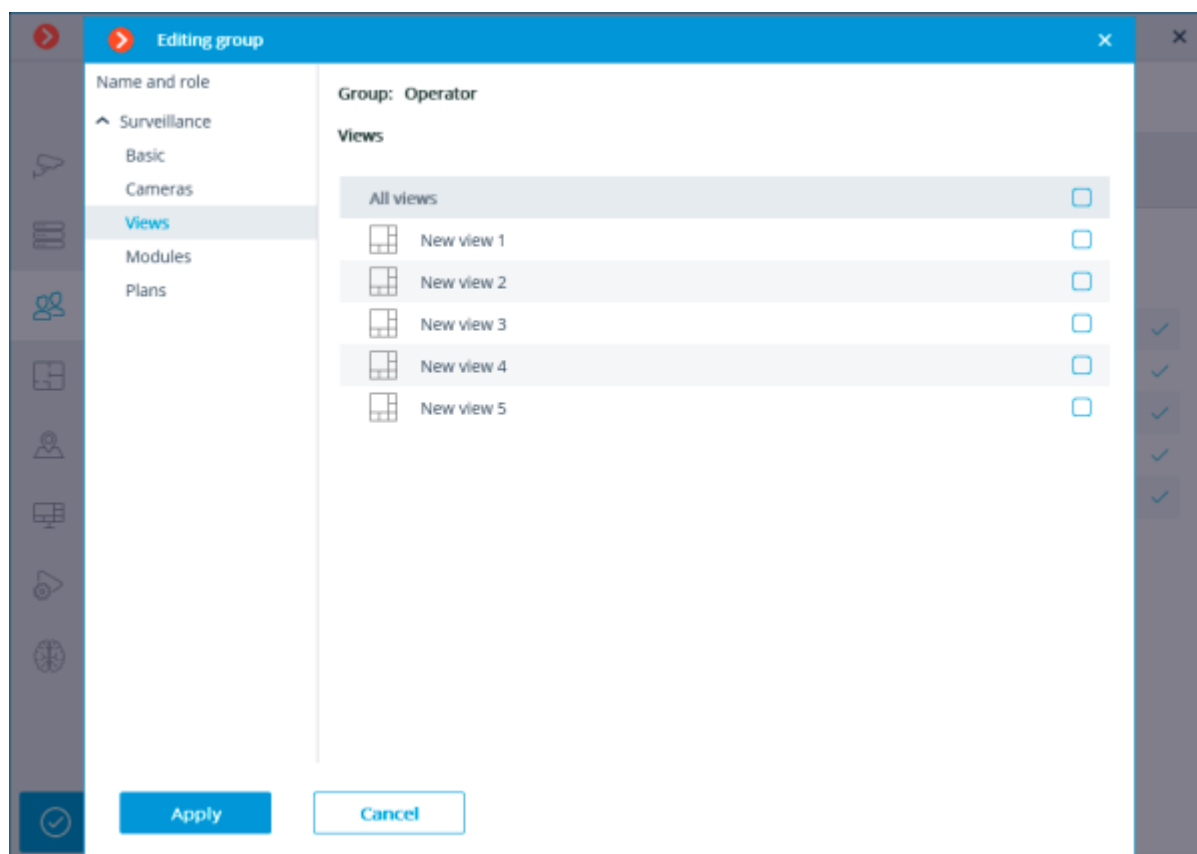 Editing group
Name and role
Surveillance
Basic
Cameras
Views
Modules
Plans
Group: Operator
Views
All views
New view 1
New view 2
New view 3
New view 4
New view 5
Apply
Cancel